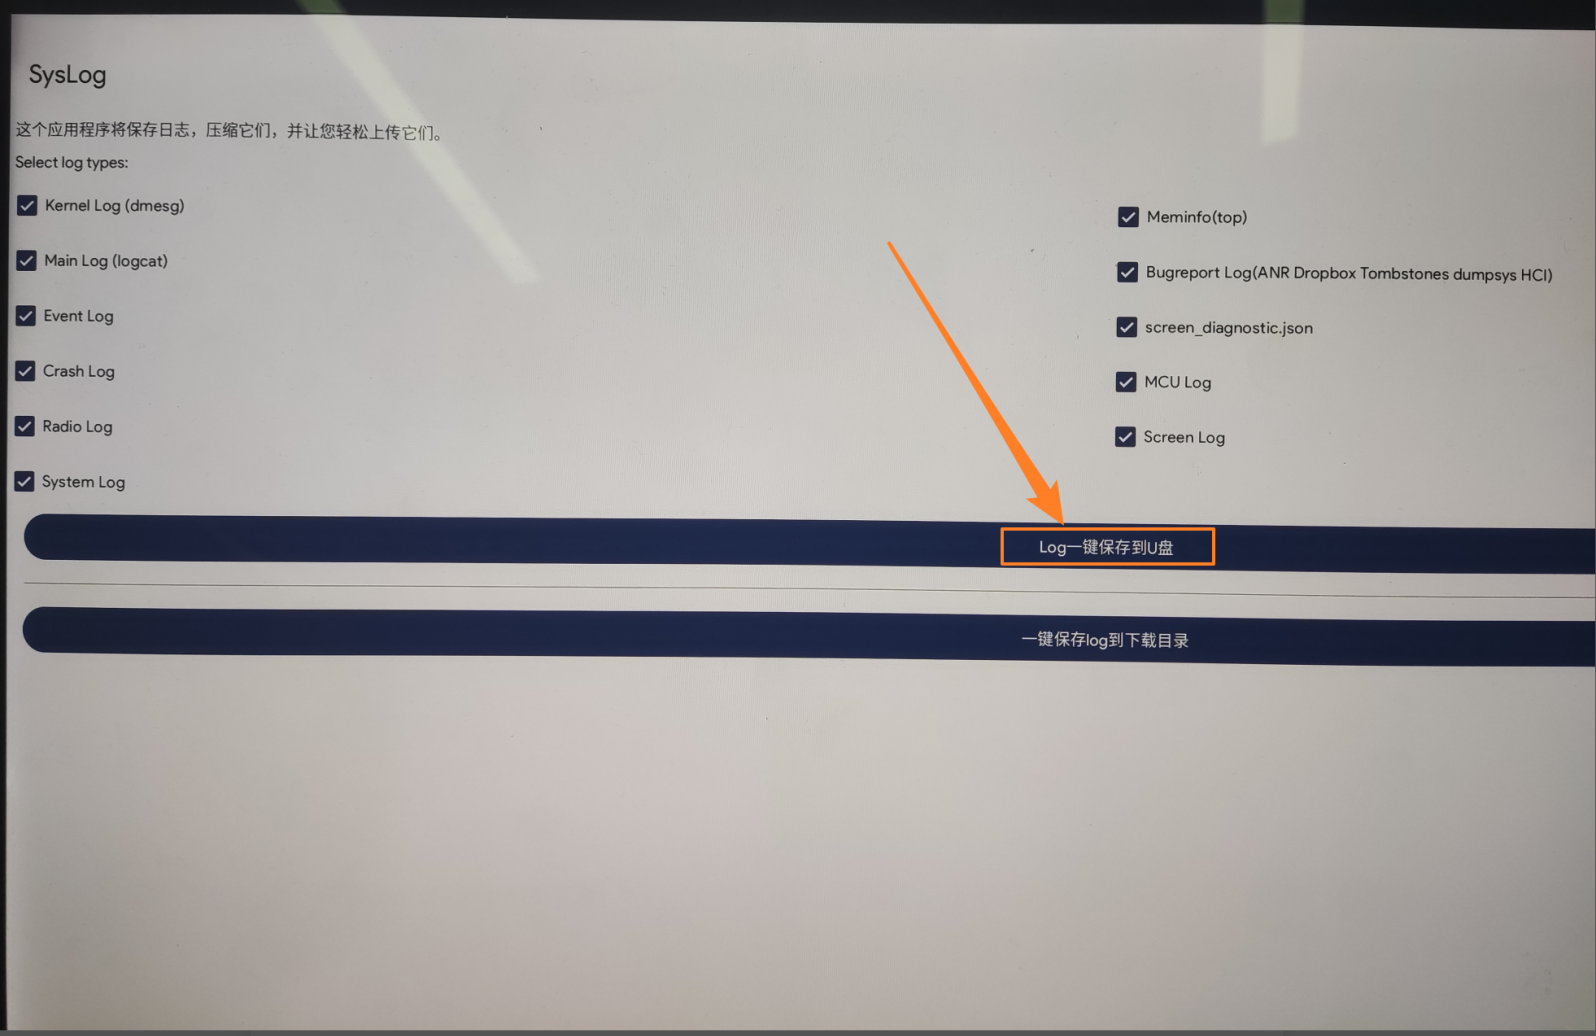 SysLog
这个应用程序将保存日志，压缩它们，并让您轻松上传它们。
Select log types:
Kernel Log (dmesg)
Main Log (logcat)
Event Log
Crash Log
Radio Log
System Log
Meminfo(top)
Bugreport Log(ANR Dropbox Tombstones dumpsys HCI)
screen_diagnostic.json
MCU Log
Screen Log
Log一键保存到U盘
一键保存log到下载目录